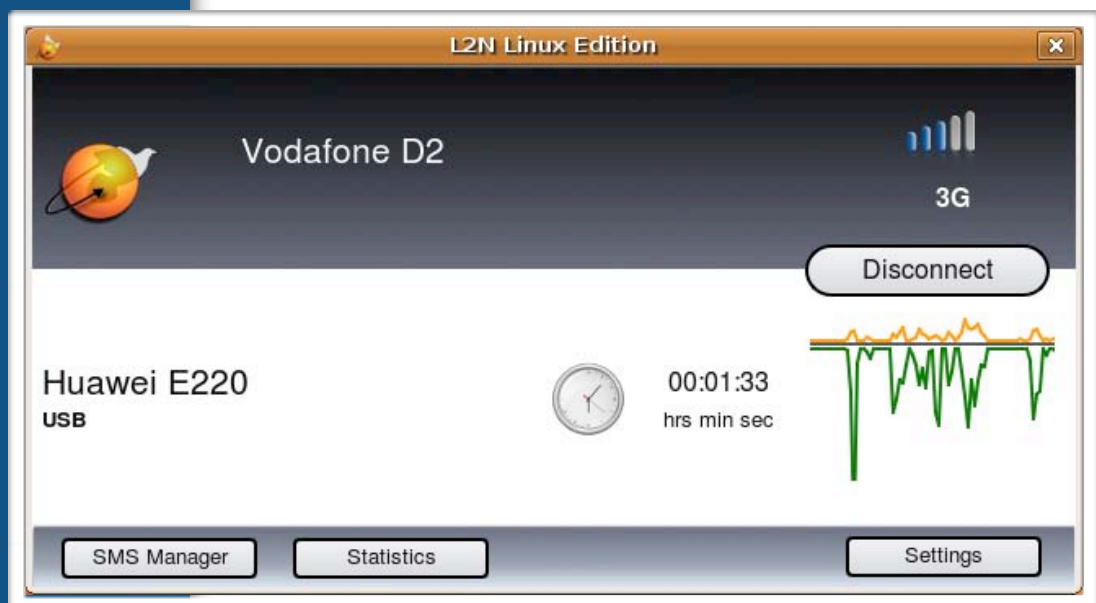 L2N Linux Edition
Vodafone D2
3G
Disconnect
Huawei E220
USB
00:01:33
hrs min sec
SMS Manager
Statistics
Settings